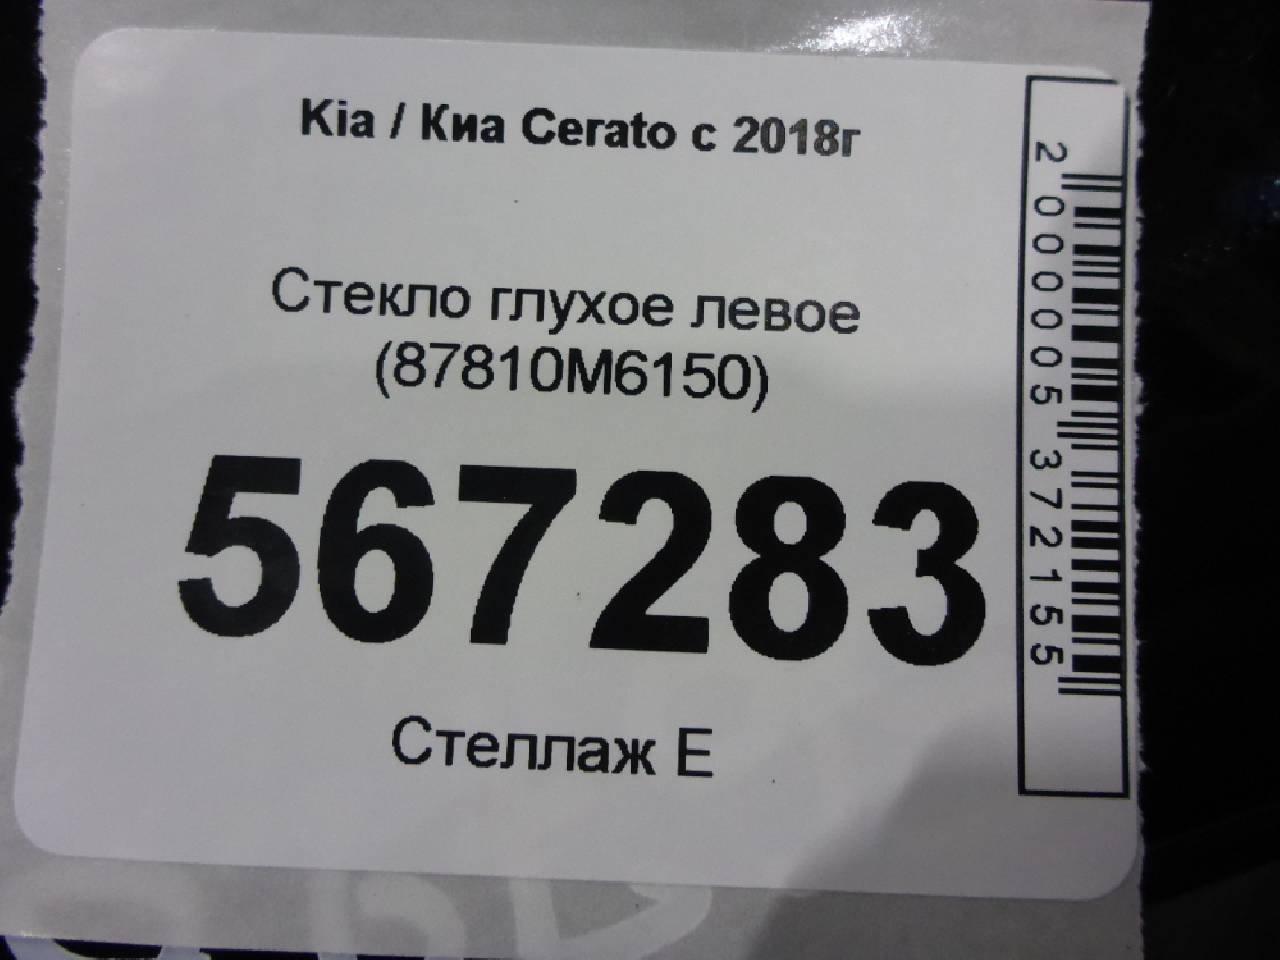 Kia / Киа Cerato с 2018г
Стекло глухое левое
(87810M6150)
567283
Стеллаж Е
2000005372155